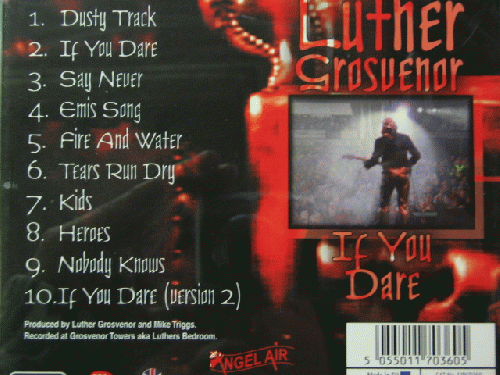 1. Dusty Track
2. If You Dare
3. Say Never
4. Emis Song
5. Fire And Water
6. Tears Run Dry
7. Kids
8. Heroes
9. Nobody Knows
10. If You Dare (version 2)
Produced by Luther Grosvenor and Mike Triggs.
Recorded at Grosvenor Towers aka Luthers Bedroom.
Luther
Grosvenor
If You
Dare
ANGEL AIR
5 055011 703605
Made in